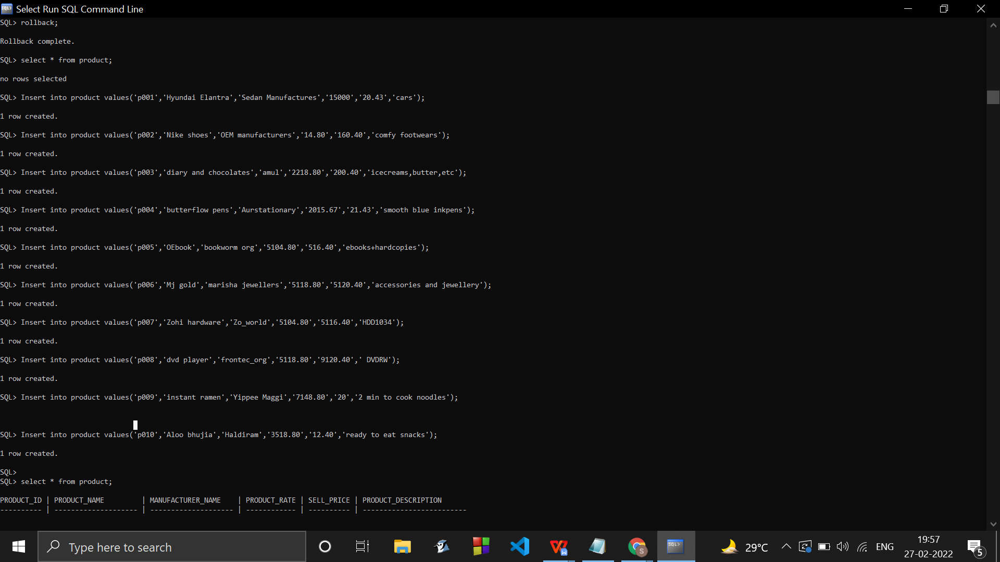 Select Run SQL Command Line
SQL> rollback;
Rollback complete.
SQL> select * from product;
no rows selected
SQL> Insert into product values('p001','Hyundai Elantra','Sedan Manufactures','15000','20.43','cars');
1 row created.
SQL> Insert into product values('p002','Nike shoes','OEM manufacturers','14.80','160.40','comfy footwears');
1 row created.
SQL> Insert into product values('p003','diary and chocolates','amul','2218.80','200.40','icecreams,butter,etc');
1 row created.
SQL> Insert into product values('p004','butterflow pens','Aurstationary','2015.67','21.43','smooth blue inkpens');
1 row created.
SQL> Insert into product values('p005','OEbook','bookworm org','5104.80','516.40','ebooks+hardcopies');
1 row created.
SQL> Insert into product values('p006','Mj gold','marisha jewellers','5118.80','5120.40','accessories and jewellery');
1 row created.
SQL> Insert into product values('p007','Zohi hardware','Zo_world','5104.80','5116.40','HDD1034');
1 row created.
SQL> Insert into product values('p008','dvd player','frontec_org','5118.80','9120.40',' DVDRW');
1 row created.
SQL> Insert into product values('p009','instant ramen','Yippee Maggi','7148.80','20','2 min to cook noodles');
SQL> Insert into product values('p010','Aloo bhujia','Haldiram','3518.80','12.40','ready to eat snacks');
1 row created.
SQL>
SQL> select * from product;
PRODUCT_ID | PRODUCT_NAME         | MANUFACTURER_NAME    | PRODUCT_RATE | SELL_PRICE | PRODUCT_DESCRIPTION
---------- | -------------------- | -------------------- | ------------ | ---------- | -------------------------
Type here to search
29°C
ENG
19:57
27-02-2022
5